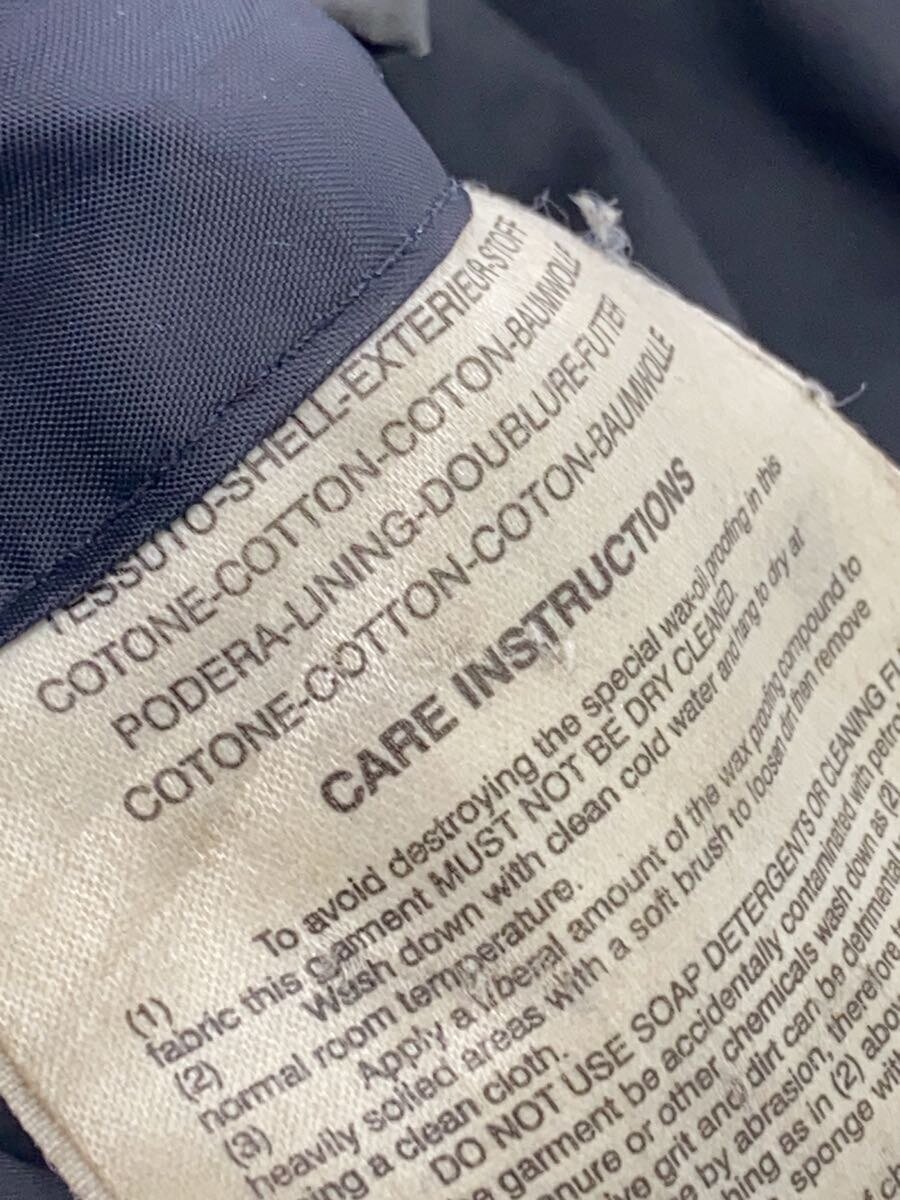 TESSUTO-SHELL-EXTERIEUR-STOFF
COTONE-COTTON-COTON-BAUMWOLLE
PODERA-LINING-DOUBLURE-FUTTER
COTONE-COTTON-COTON-BAUMWOLLE
CARE INSTRUCTIONS
(1) To avoid destroying the special wax-oil proofing in this
fabric this garment MUST NOT BE DRY CLEANED.
(2) Wash down with clean cold water and hang to dry at
normal room temperature.
(3) Apply a liberal amount of the wax proofing compound to
heavily soiled areas with a soft brush to loosen dirt then remove
a clean cloth.
DO NOT USE SOAP DETERGENTS OR CLEANING
garment be accidentally contaminated with
or other chemicals wash down as (2)
grit and dirt can be detrimental
by abrasion, therefore
as in (2)
sponge